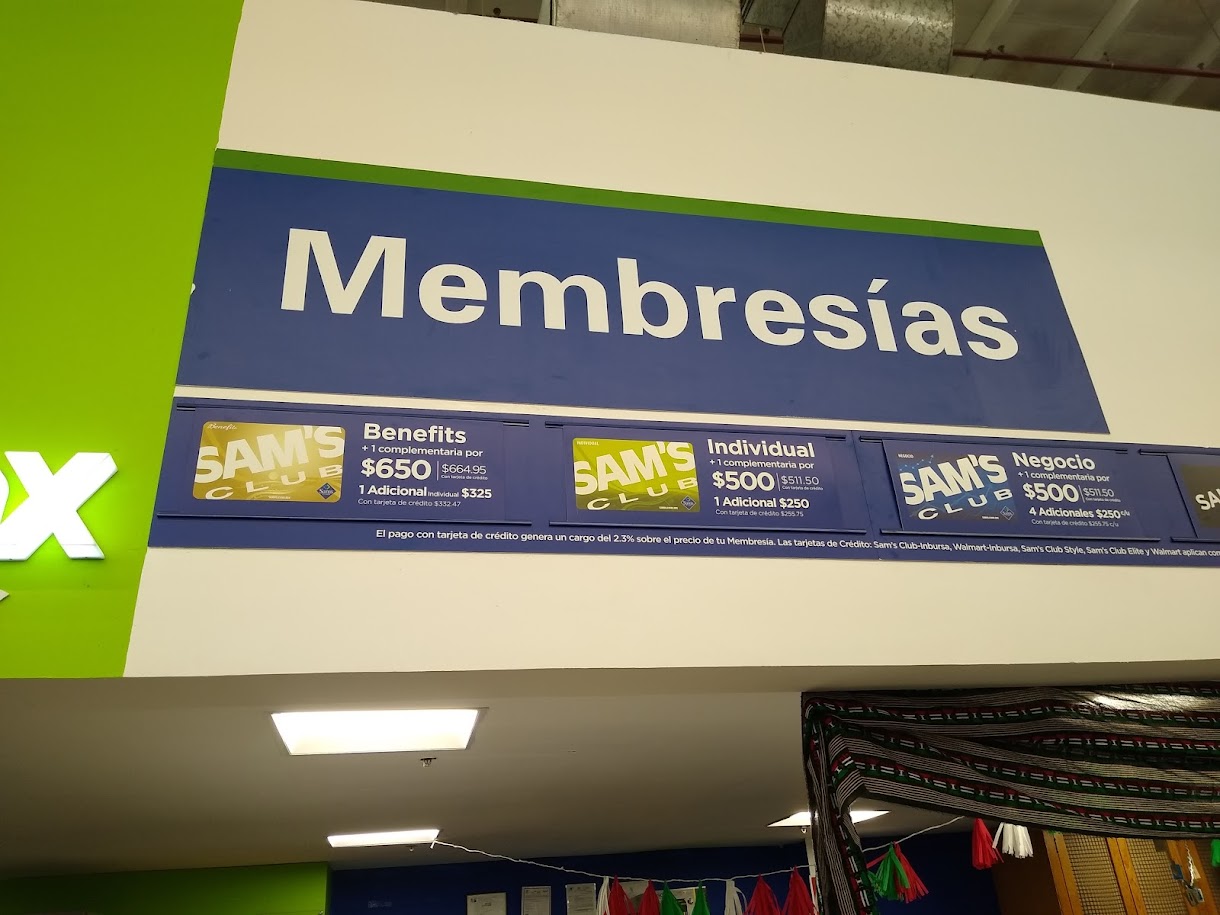 Membresías
Benefits
SAM'S
CLUB
Benefits
+ 1 complementaria por
$650 $664.95
Con tarjeta de crédito
1 Adicional Individual $325
Con tarjeta de crédito $332.47
SAM'S
CLUB
Individual
+ 1 complementaria por
$500 $511.50
Con tarjeta de crédito
1 Adicional $250
Con tarjeta de crédito $255.75
NEGOCIO
SAM'S
CLUB
Negocio
+ 1 complementaria por
$500 $511.50
Con tarjeta de crédito
4 Adicionales $250 c/u
Con tarjeta de crédito $255.75 c/u
SA
El pago con tarjeta de crédito genera un cargo del 2.3% sobre el precio de tu Membresía. Las tarjetas de Crédito: Sam's Club-Inbursa, Walmart-Inbursa, Sam's Club Style, Sam's Club Elite y Walmart aplican com
x